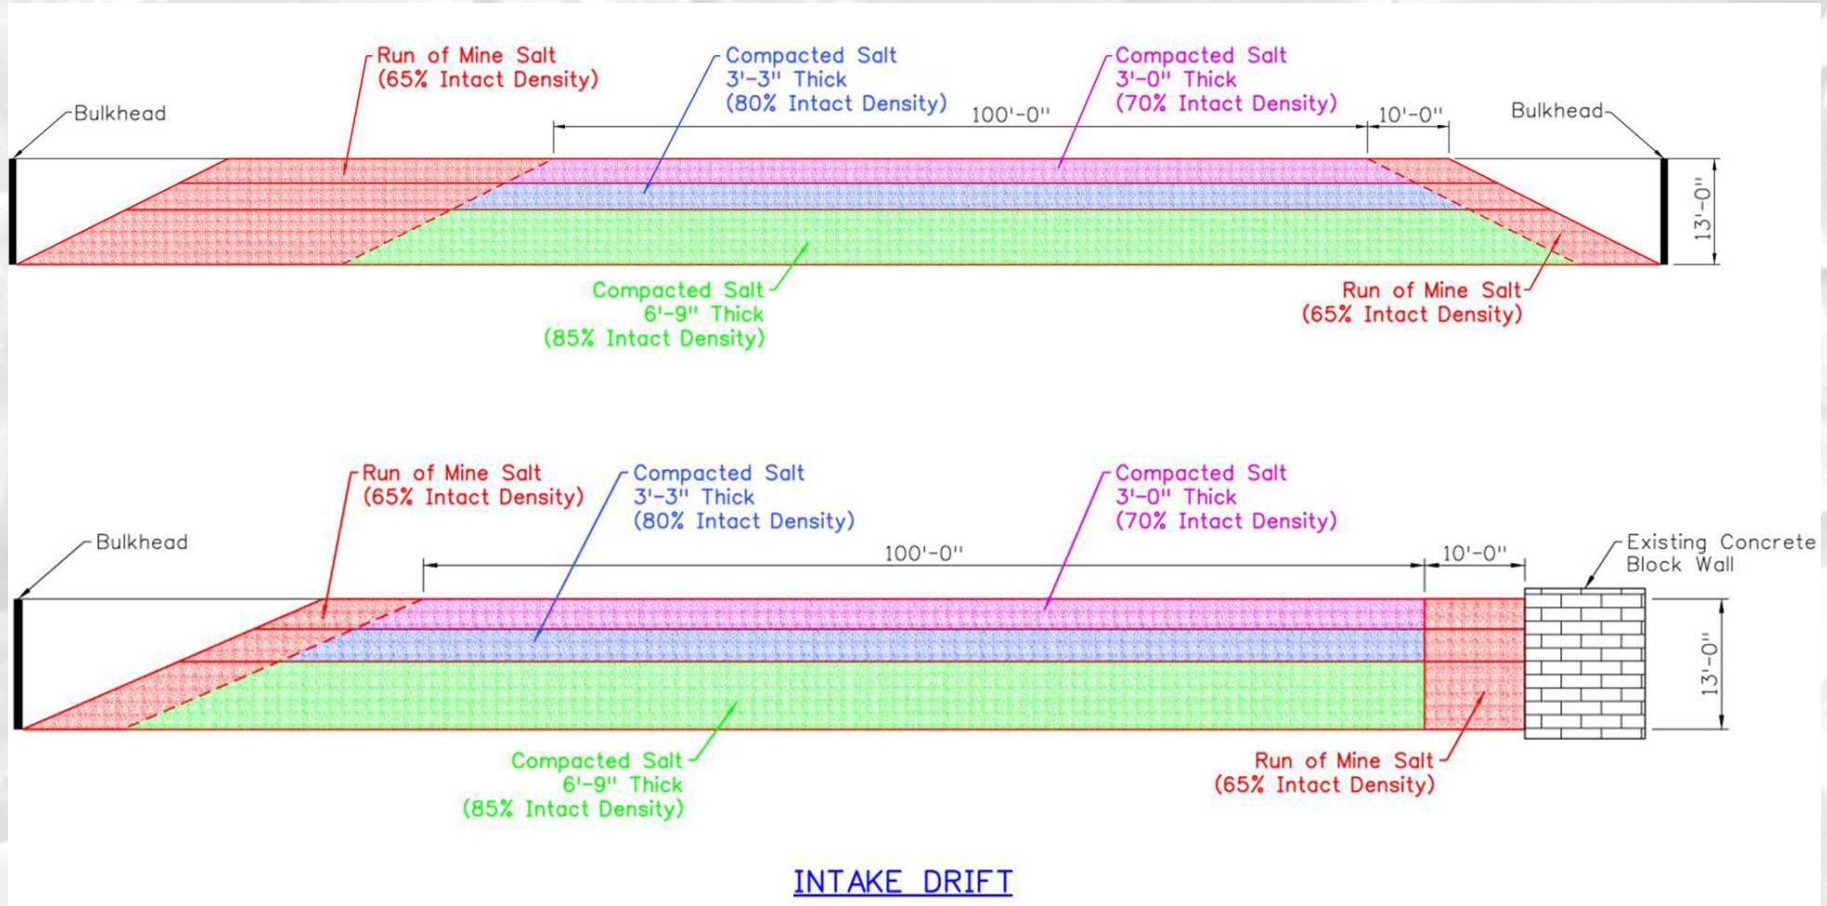 Run of Mine Salt
(65% Intact Density)
Compacted Salt
3'-3" Thick
(80% Intact Density)
Compacted Salt
3'-0" Thick
(70% Intact Density)
Bulkhead
100'-0"
10'-0"
Bulkhead
13'-0"
Compacted Salt
6'-9" Thick
(85% Intact Density)
Run of Mine Salt
(65% Intact Density)
Run of Mine Salt
(65% Intact Density)
Compacted Salt
3'-3" Thick
(80% Intact Density)
Compacted Salt
3'-0" Thick
(70% Intact Density)
Bulkhead
100'-0"
10'-0"
Existing Concrete
Block Wall
13'-0"
Compacted Salt
6'-9" Thick
(85% Intact Density)
Run of Mine Salt
(65% Intact Density)
INTAKE DRIFT